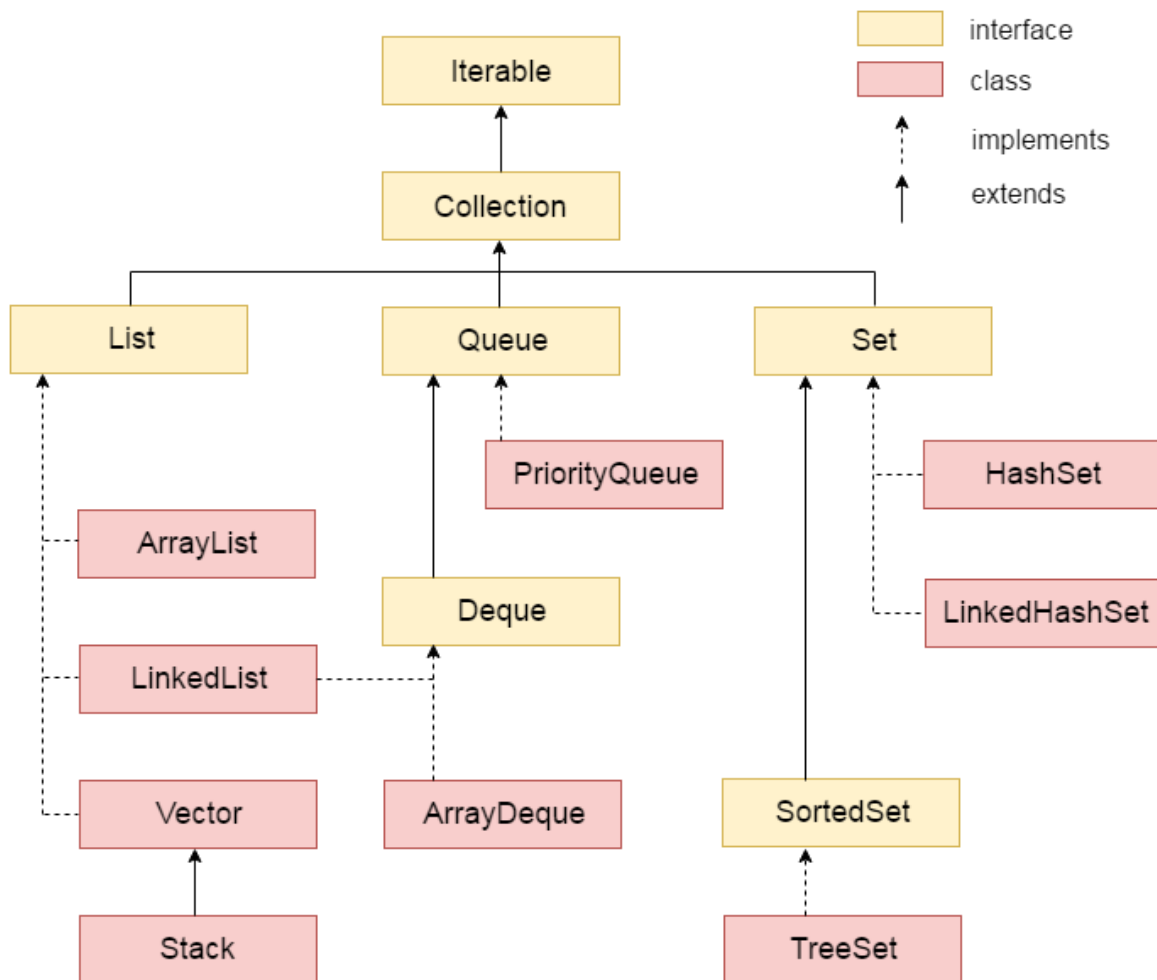 interface
Iterable
class
implements
Collection
extends
List
Queue
Set
PriorityQueue
HashSet
ArrayList
Deque
LinkedHashSet
LinkedList
Vector
ArrayDeque
SortedSet
Stack
TreeSet